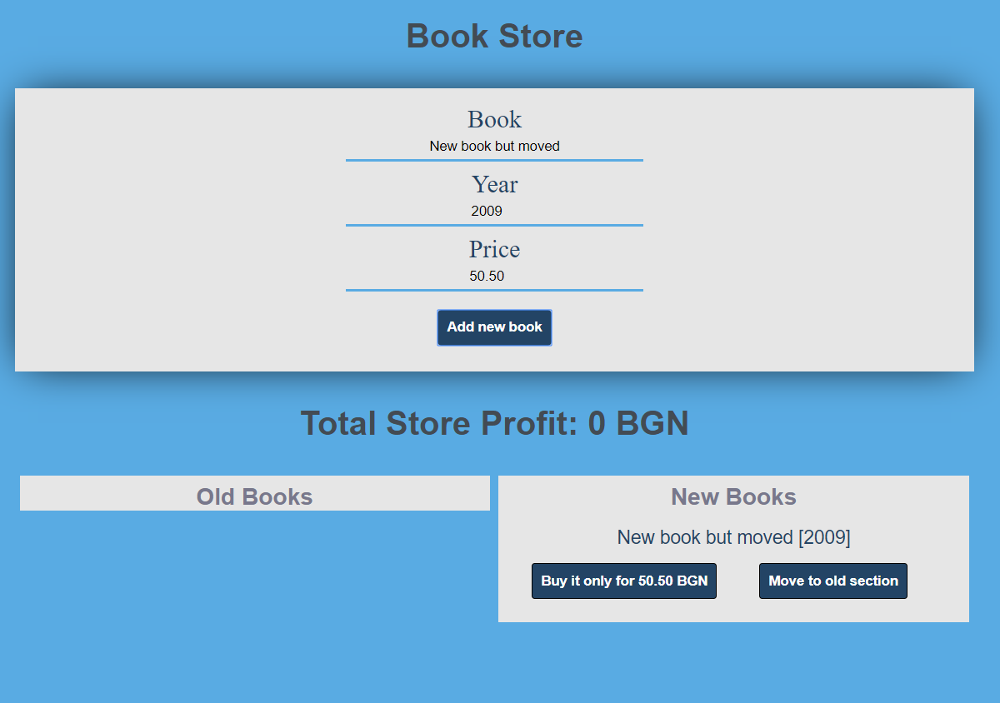 Book Store
Book
New book but moved
Year
2009
Price
50.50
Add new book
Total Store Profit: 0 BGN
Old Books
New Books
New book but moved [2009]
Buy it only for 50.50 BGN
Move to old section